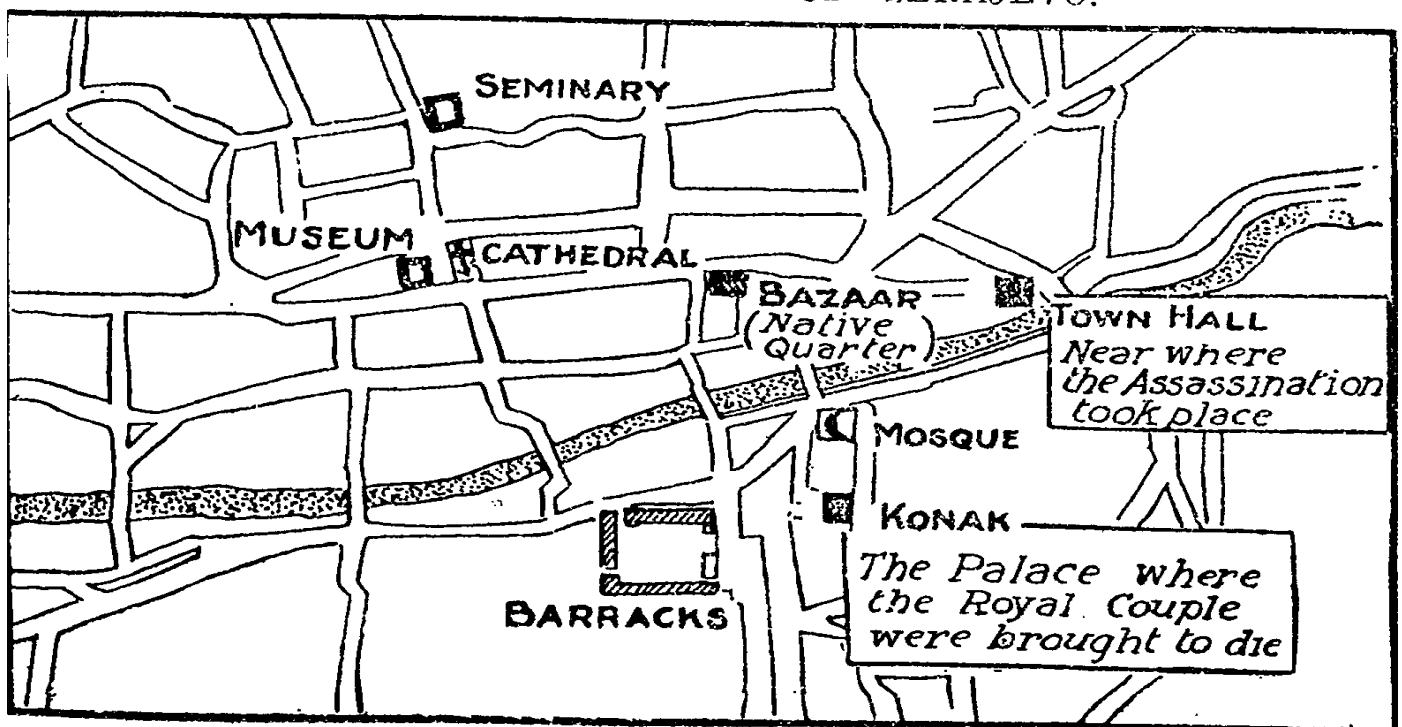 SEMINARY
MUSEUM
CATHEDRAL
BAZAAR
(Native
Quarter)
TOWN HALL
Near where
the Assassination
took place
MOSQUE
KONAK
The Palace where
the Royal Couple
were brought to die
BARRACKS